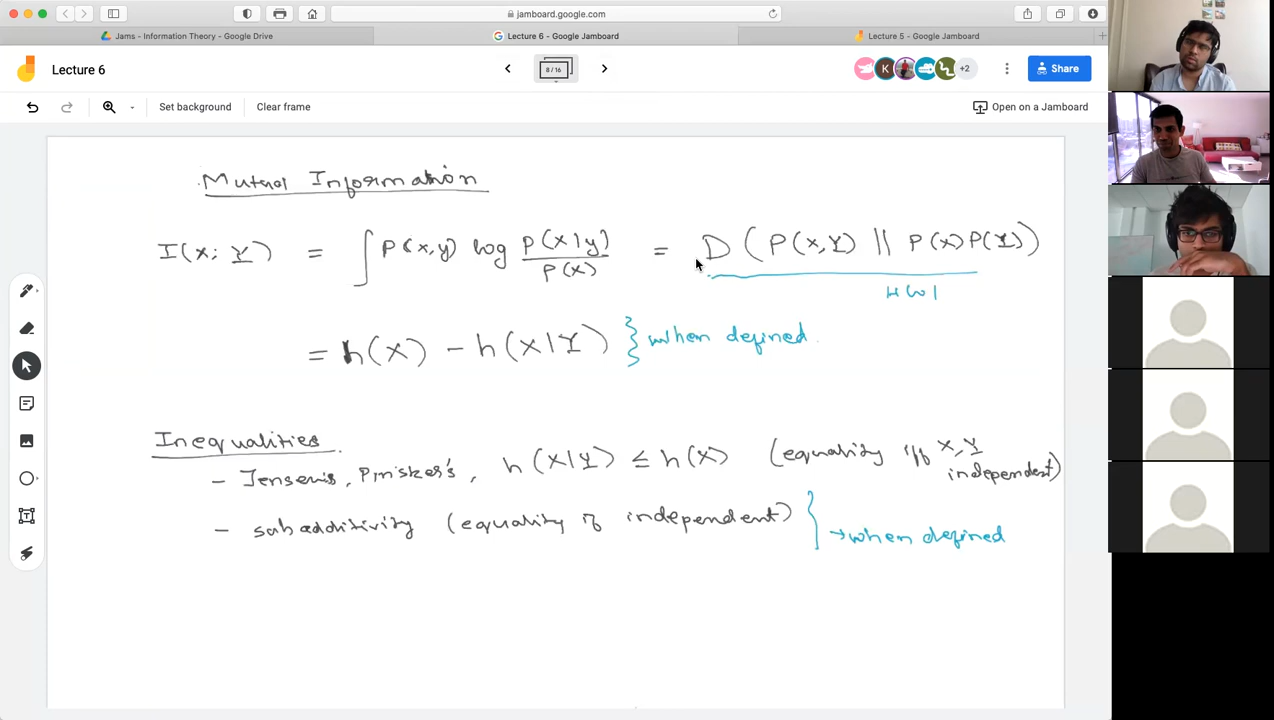 jamboard.google.com
Jams - Information Theory - Google Drive
Lecture 6 - Google Jamboard
Lecture 5 - Google Jamboard
Lecture 6
8/16
K
+2
Share
Set background
Clear frame
Open on a Jamboard
Mutual Information
I(X; Y) = ∫ P(x,y) log P(x|y)/P(x) = D(P(X,Y) || P(X)P(Y))
HW1
= h(X) - h(X|Y) } when defined
Inequalities
- Jensen's, Pinsker's, h(X|Y) ≤ h(X) (equality iff X,Y independent)
- subadditivity (equality if independent) } → when defined